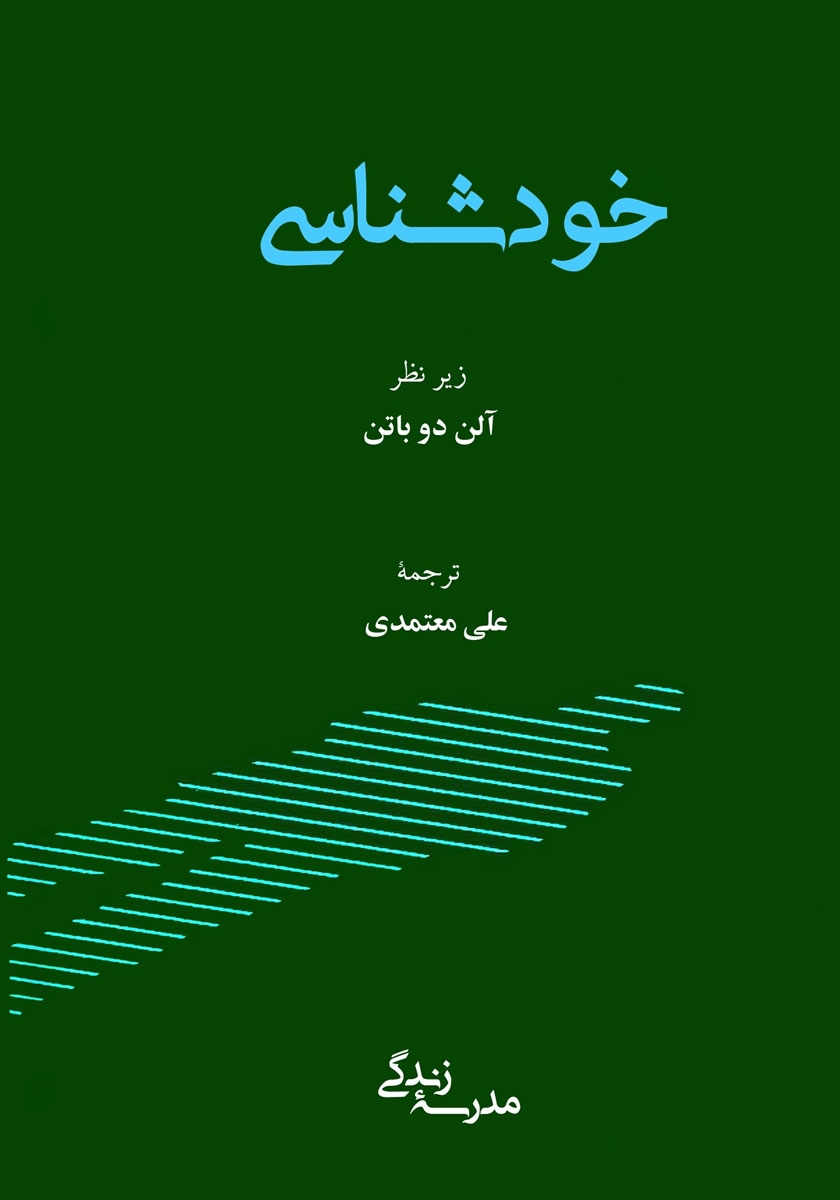 خودشناسی
زیر نظر
آلن دو باتن
ترجمهٔ
علی معتمدی
مدرسهٔ زندگی